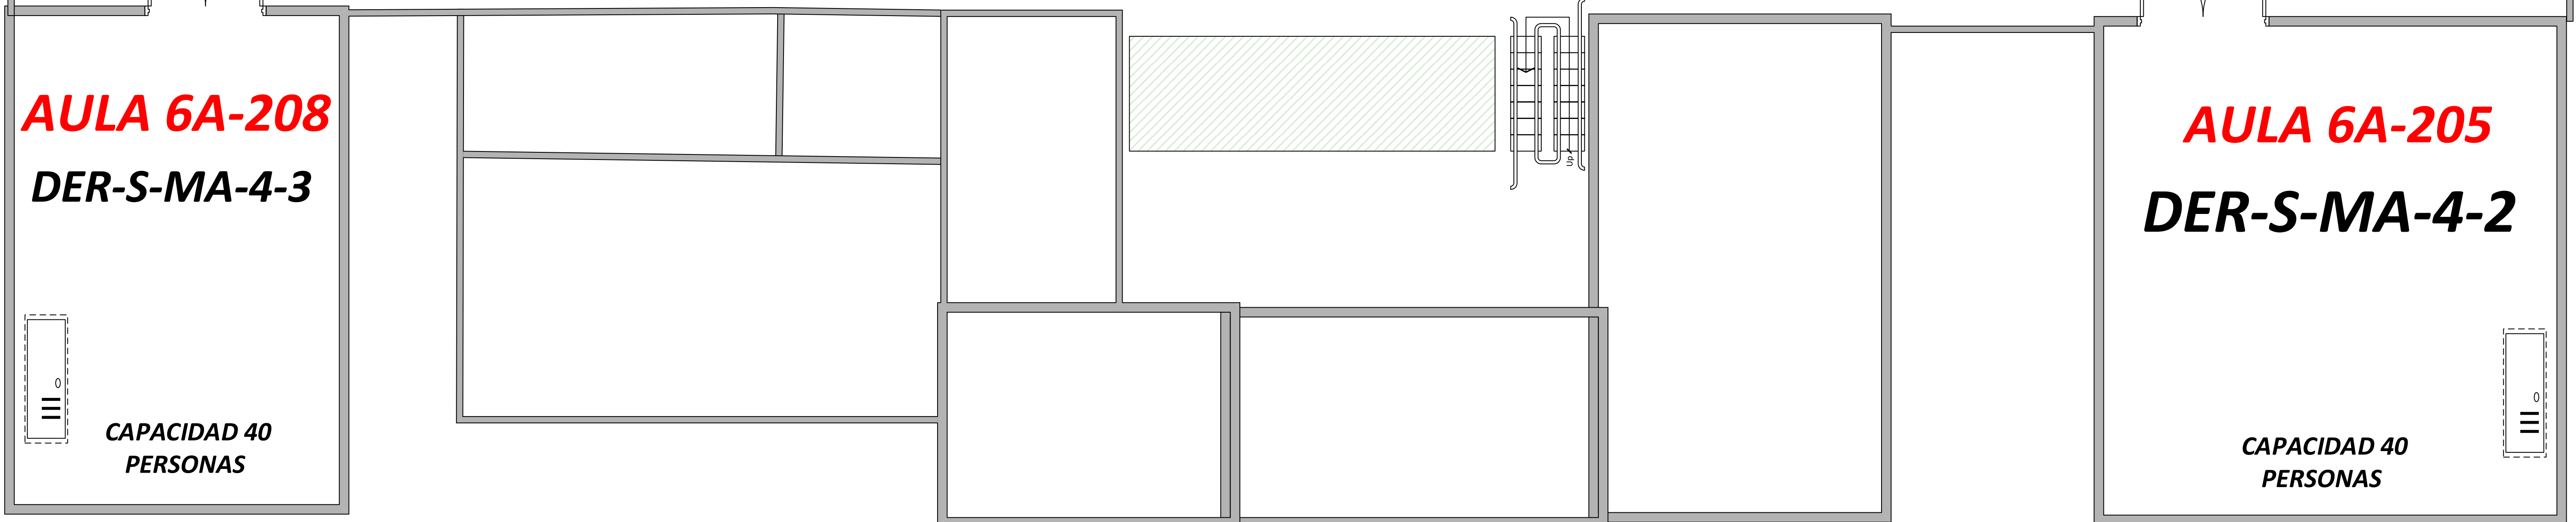 AULA 6A-208
DER-S-MA-4-3
CAPACIDAD 40
PERSONAS
Up
AULA 6A-205
DER-S-MA-4-2
CAPACIDAD 40
PERSONAS